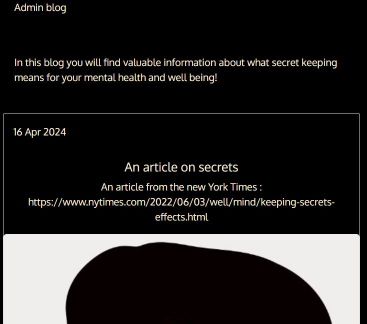 Admin blog
In this blog you will find valuable information about what secret keeping
means for your mental health and well being!
16 Apr 2024
An article on secrets
An article from the new York Times :
https://www.nytimes.com/2022/06/03/well/mind/keeping-secrets-
effects.html